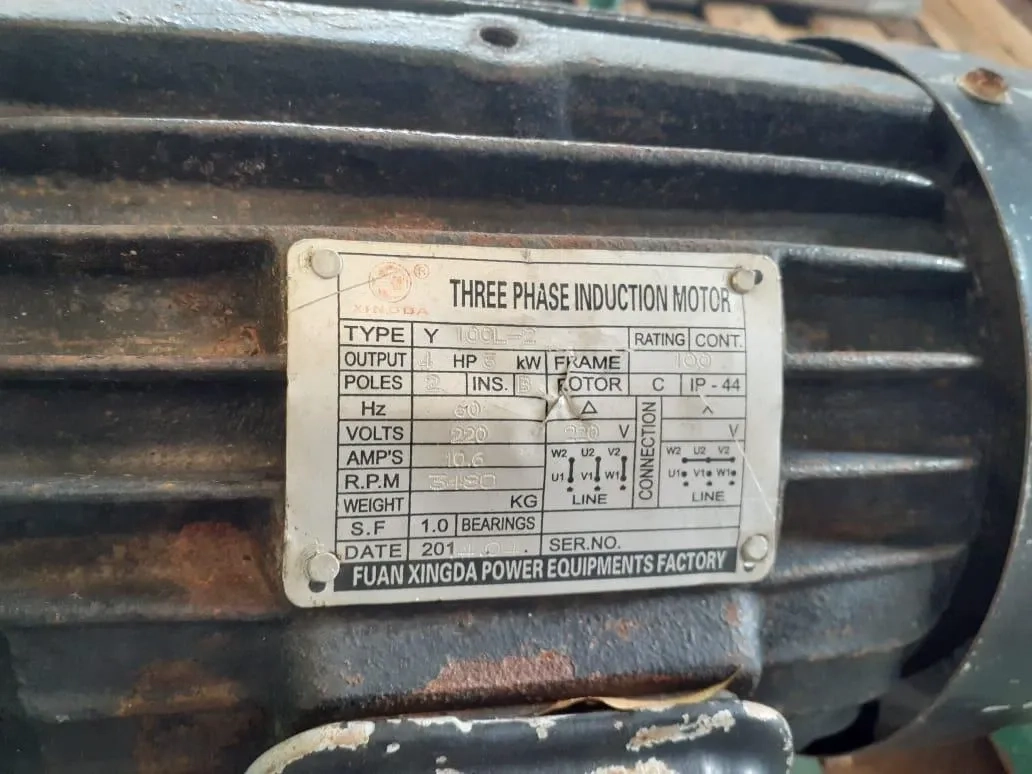 ®
XINGDA
THREE PHASE INDUCTION MOTOR
TYPE Y 100L-2 RATING CONT.
OUTPUT 4 HP 3 kW FRAME 100
POLES 2 INS. B ROTOR C IP - 44
Hz 60 △ CONNECTION
VOLTS 220 220 V V
AMP'S 10.6 W2 U2 V2 W2 U2 V2
R.P.M 3480 U1 V1 W1 U1 V1 W1
WEIGHT KG LINE LINE
S.F 1.0 BEARINGS
DATE 2014.04. SER.NO.
FUAN XINGDA POWER EQUIPMENTS FACTORY